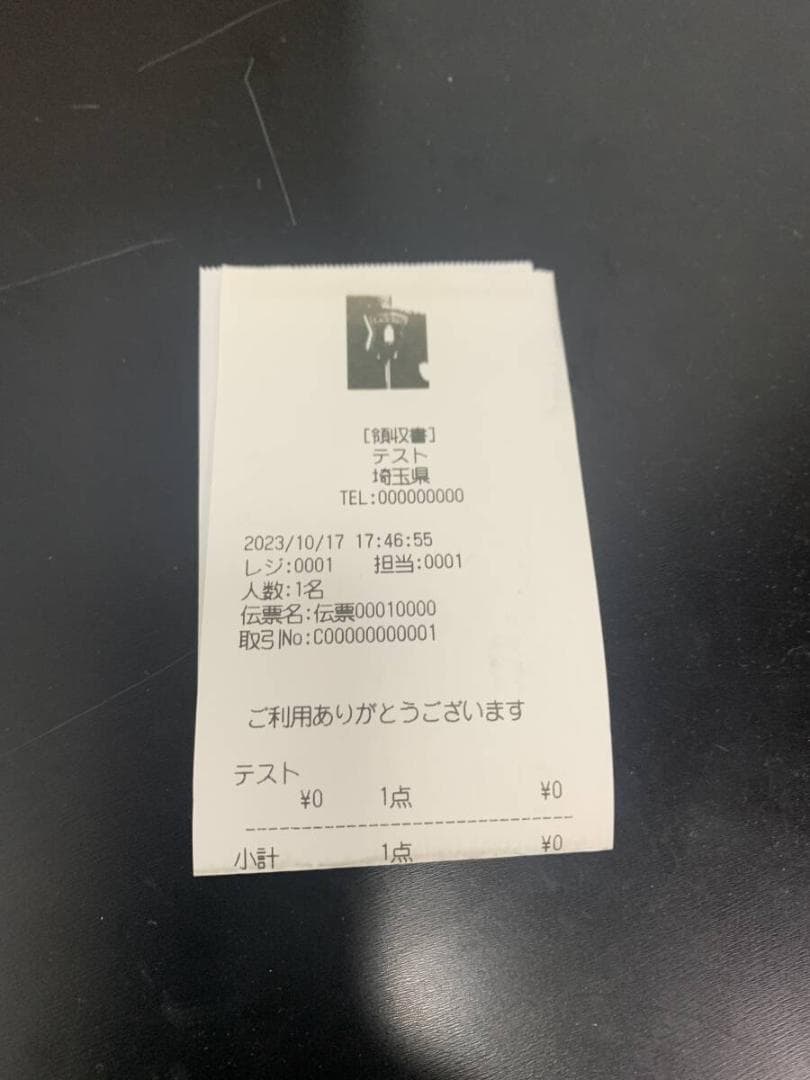 [領収書]
テスト
埼玉県
TEL:000000000
2023/10/17 17:46:55
レジ:0001 担当:0001
人数:1名
伝票名:伝票00010000
取引No:C00000000001
ご利用ありがとうございます
テスト
¥0 1点 ¥0
小計 1点 ¥0